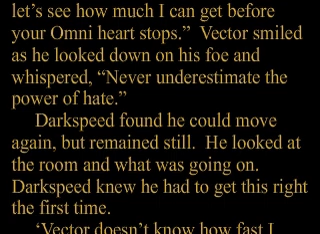 let’s see how much I can get before
your Omni heart stops.”  Vector smiled
as he looked down on his foe and
whispered, “Never underestimate the
power of hate.”
Darkspeed found he could move
again, but remained still.  He looked at
the room and what was going on.
Darkspeed knew he had to get this right
the first time.
‘Vector doesn’t know how fast I